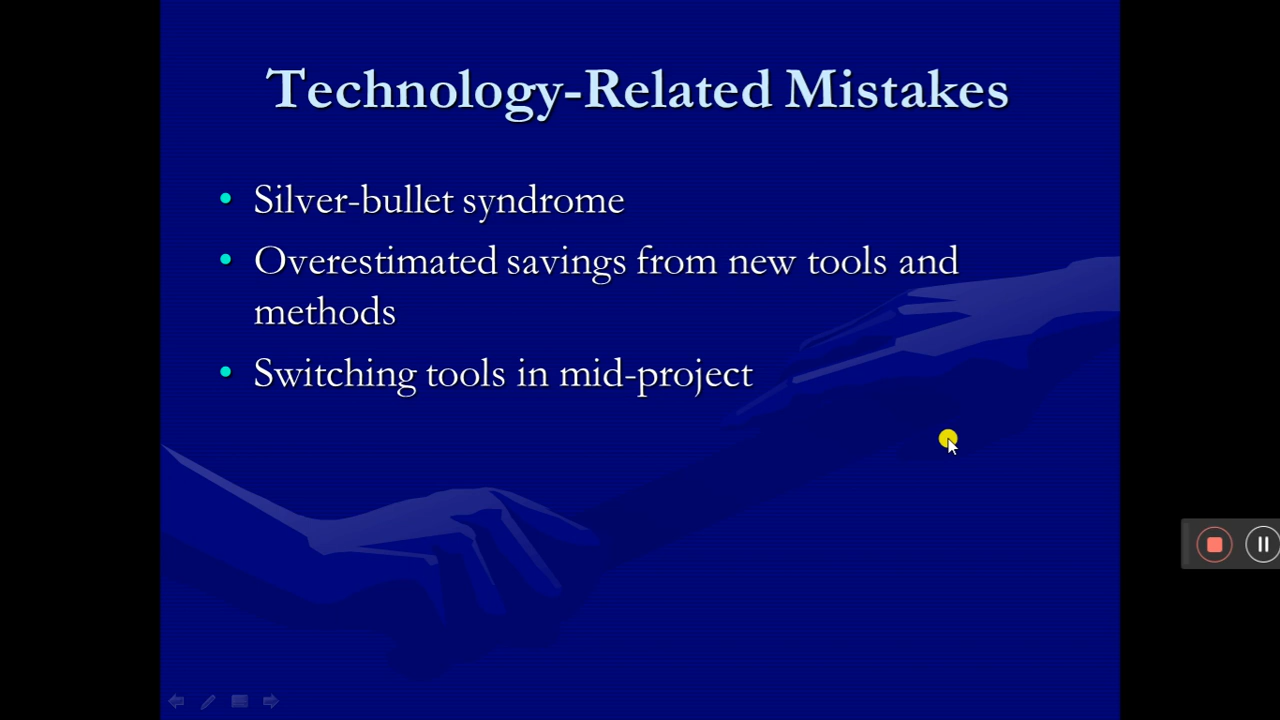 Technology-Related Mistakes
• Silver-bullet syndrome
• Overestimated savings from new tools and
methods
• Switching tools in mid-project